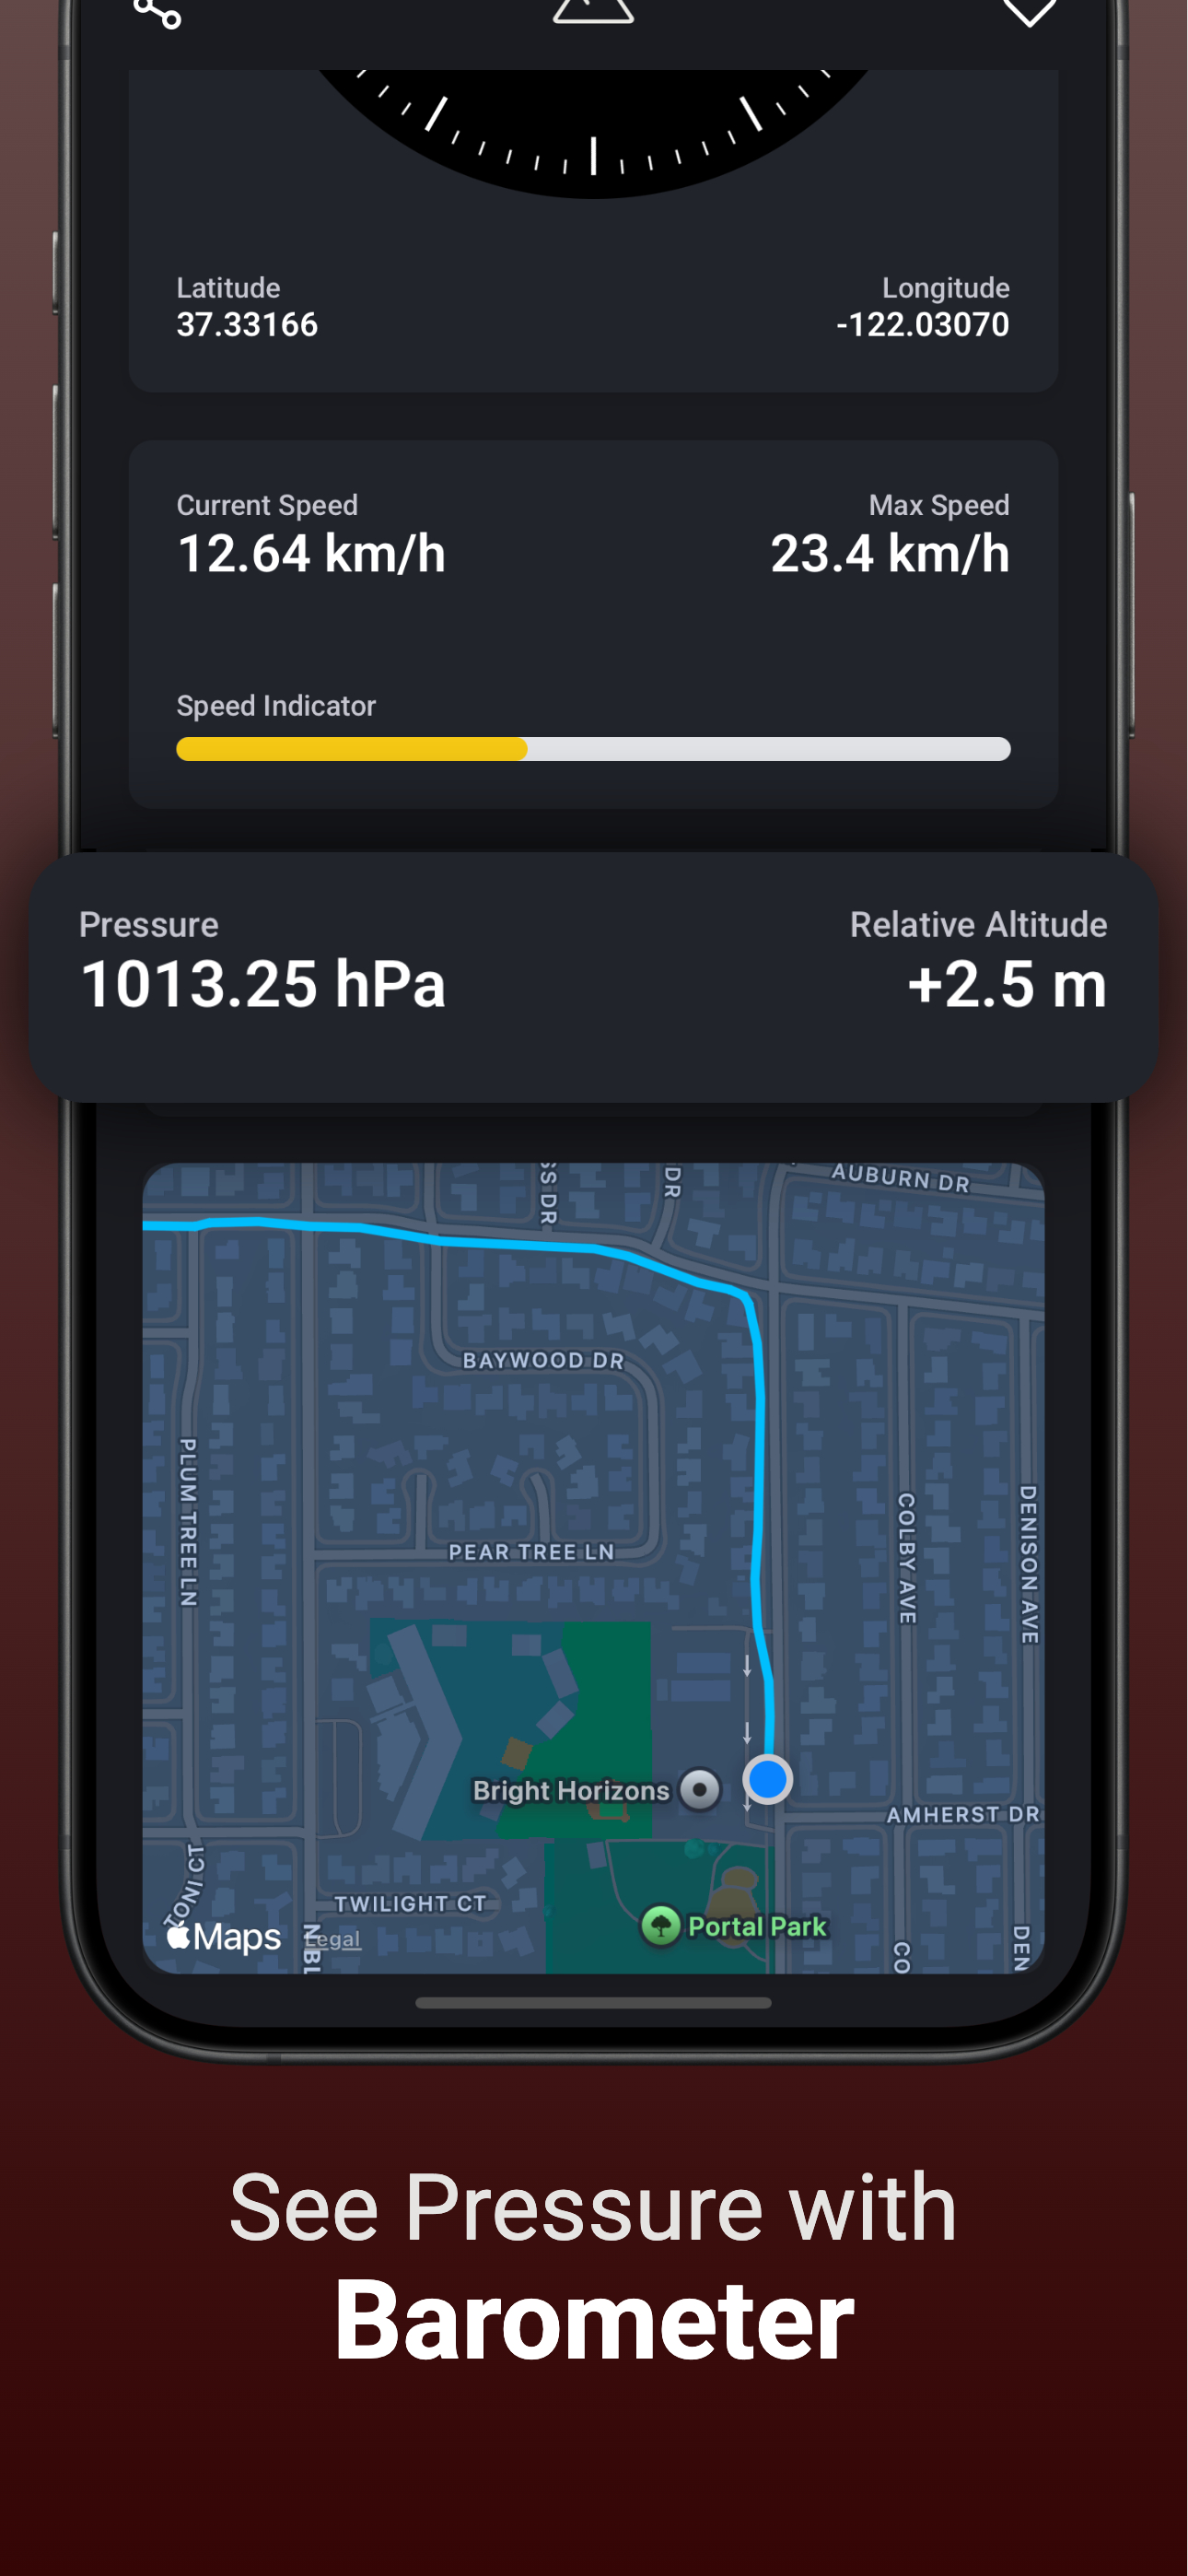 Latitude
37.33166
Longitude
-122.03070
Current Speed
12.64 km/h
Max Speed
23.4 km/h
Speed Indicator
Pressure
1013.25 hPa
Relative Altitude
+2.5 m
SS DR
DR
AUBURN DR
BAYWOOD DR
PLUM TREE LN
PEAR TREE LN
COLBY AVE
DENISON AVE
Bright Horizons
AMHERST DR
TON CT
TWILIGHT CT
Portal Park
Maps
Legal
N BL
CO
DEN
See Pressure with
Barometer